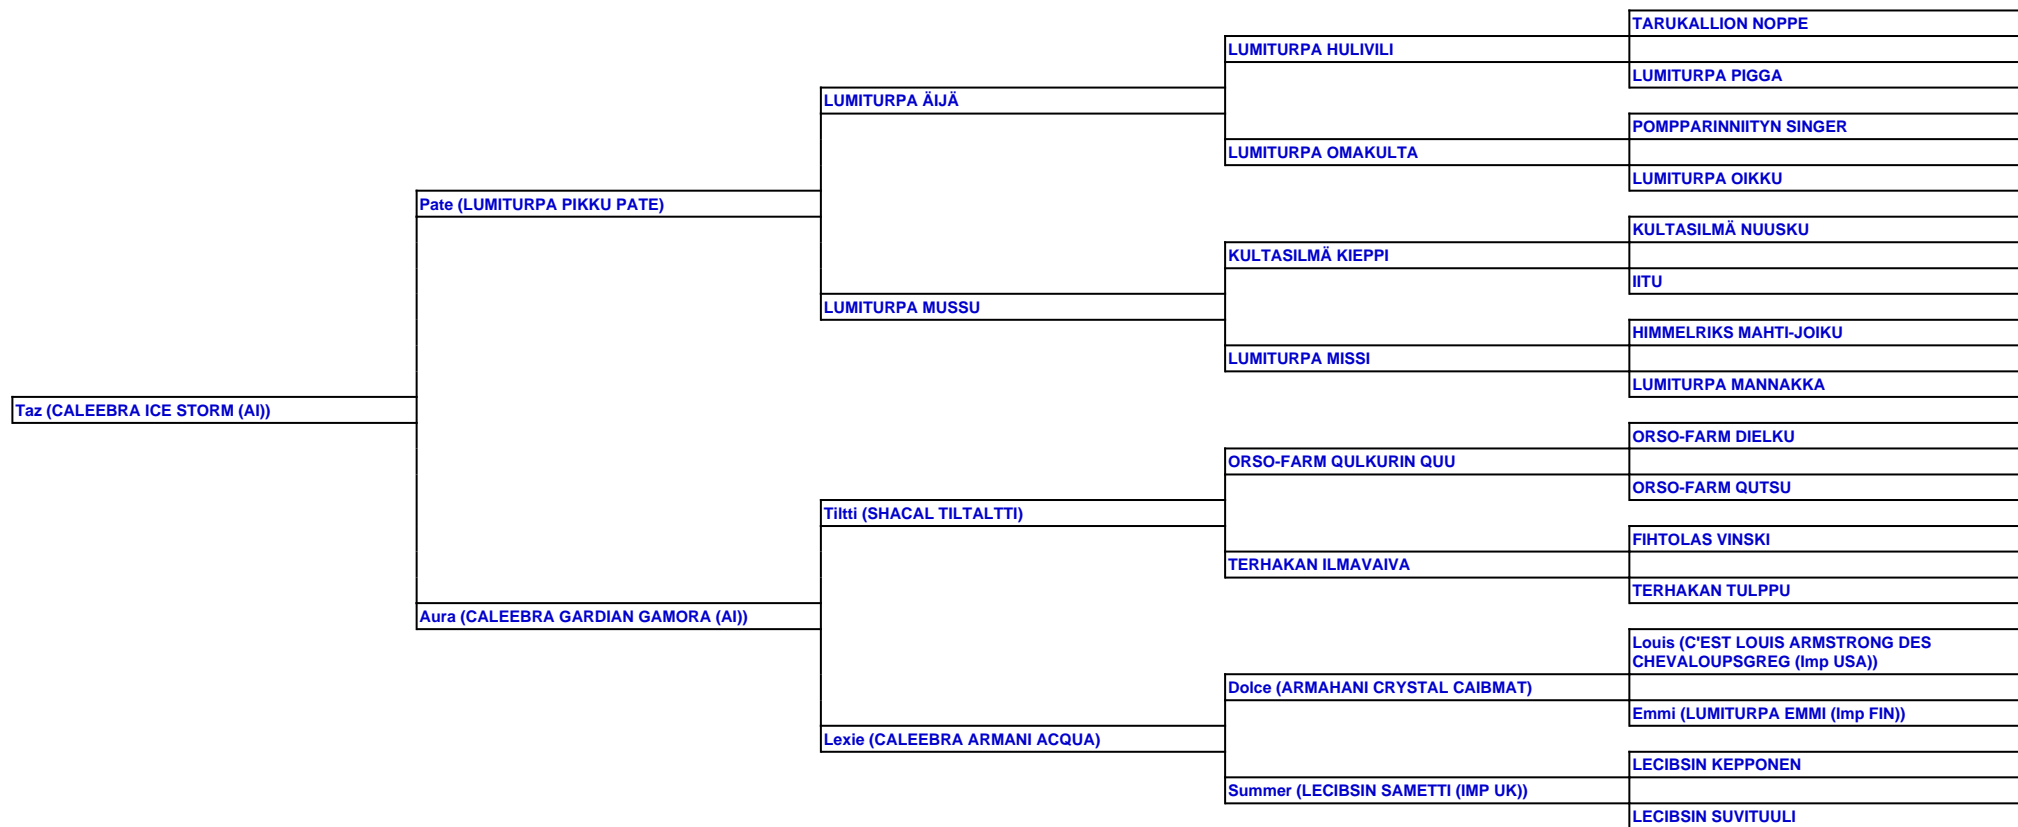 TARUKALLION NOPPE
LUMITURPA HULIVILI
LUMITURPA PIGGA
LUMITURPA ÄIJÄ
POMPPARINNIITYN SINGER
LUMITURPA OMAKULTA
LUMITURPA OIKKU
Pate (LUMITURPA PIKKU PATE)
KULTASILMÄ NUUSKU
KULTASILMÄ KIEPPI
IITU
LUMITURPA MUSSU
HIMMELRIKS MAHTI-JOIKU
LUMITURPA MISSI
LUMITURPA MANNAKKA
Taz (CALEEBRA ICE STORM (AI))
ORSO-FARM DIELKU
ORSO-FARM QULKURIN QUU
ORSO-FARM QUTSU
Tiltti (SHACAL TILTALTTI)
FIHTOLAS VINSKI
TERHAKAN ILMAVAIVA
TERHAKAN TULPPU
Aura (CALEEBRA GARDIAN GAMORA (AI))
Louis (C'EST LOUIS ARMSTRONG DES
CHEVALOUPSGREG (Imp USA))
Dolce (ARMAHANI CRYSTAL CAIBMAT)
Emmi (LUMITURPA EMMI (Imp FIN))
Lexie (CALEEBRA ARMANI ACQUA)
LECIBSIN KEPPONEN
Summer (LECIBSIN SAMETTI (IMP UK))
LECIBSIN SUVITUULI